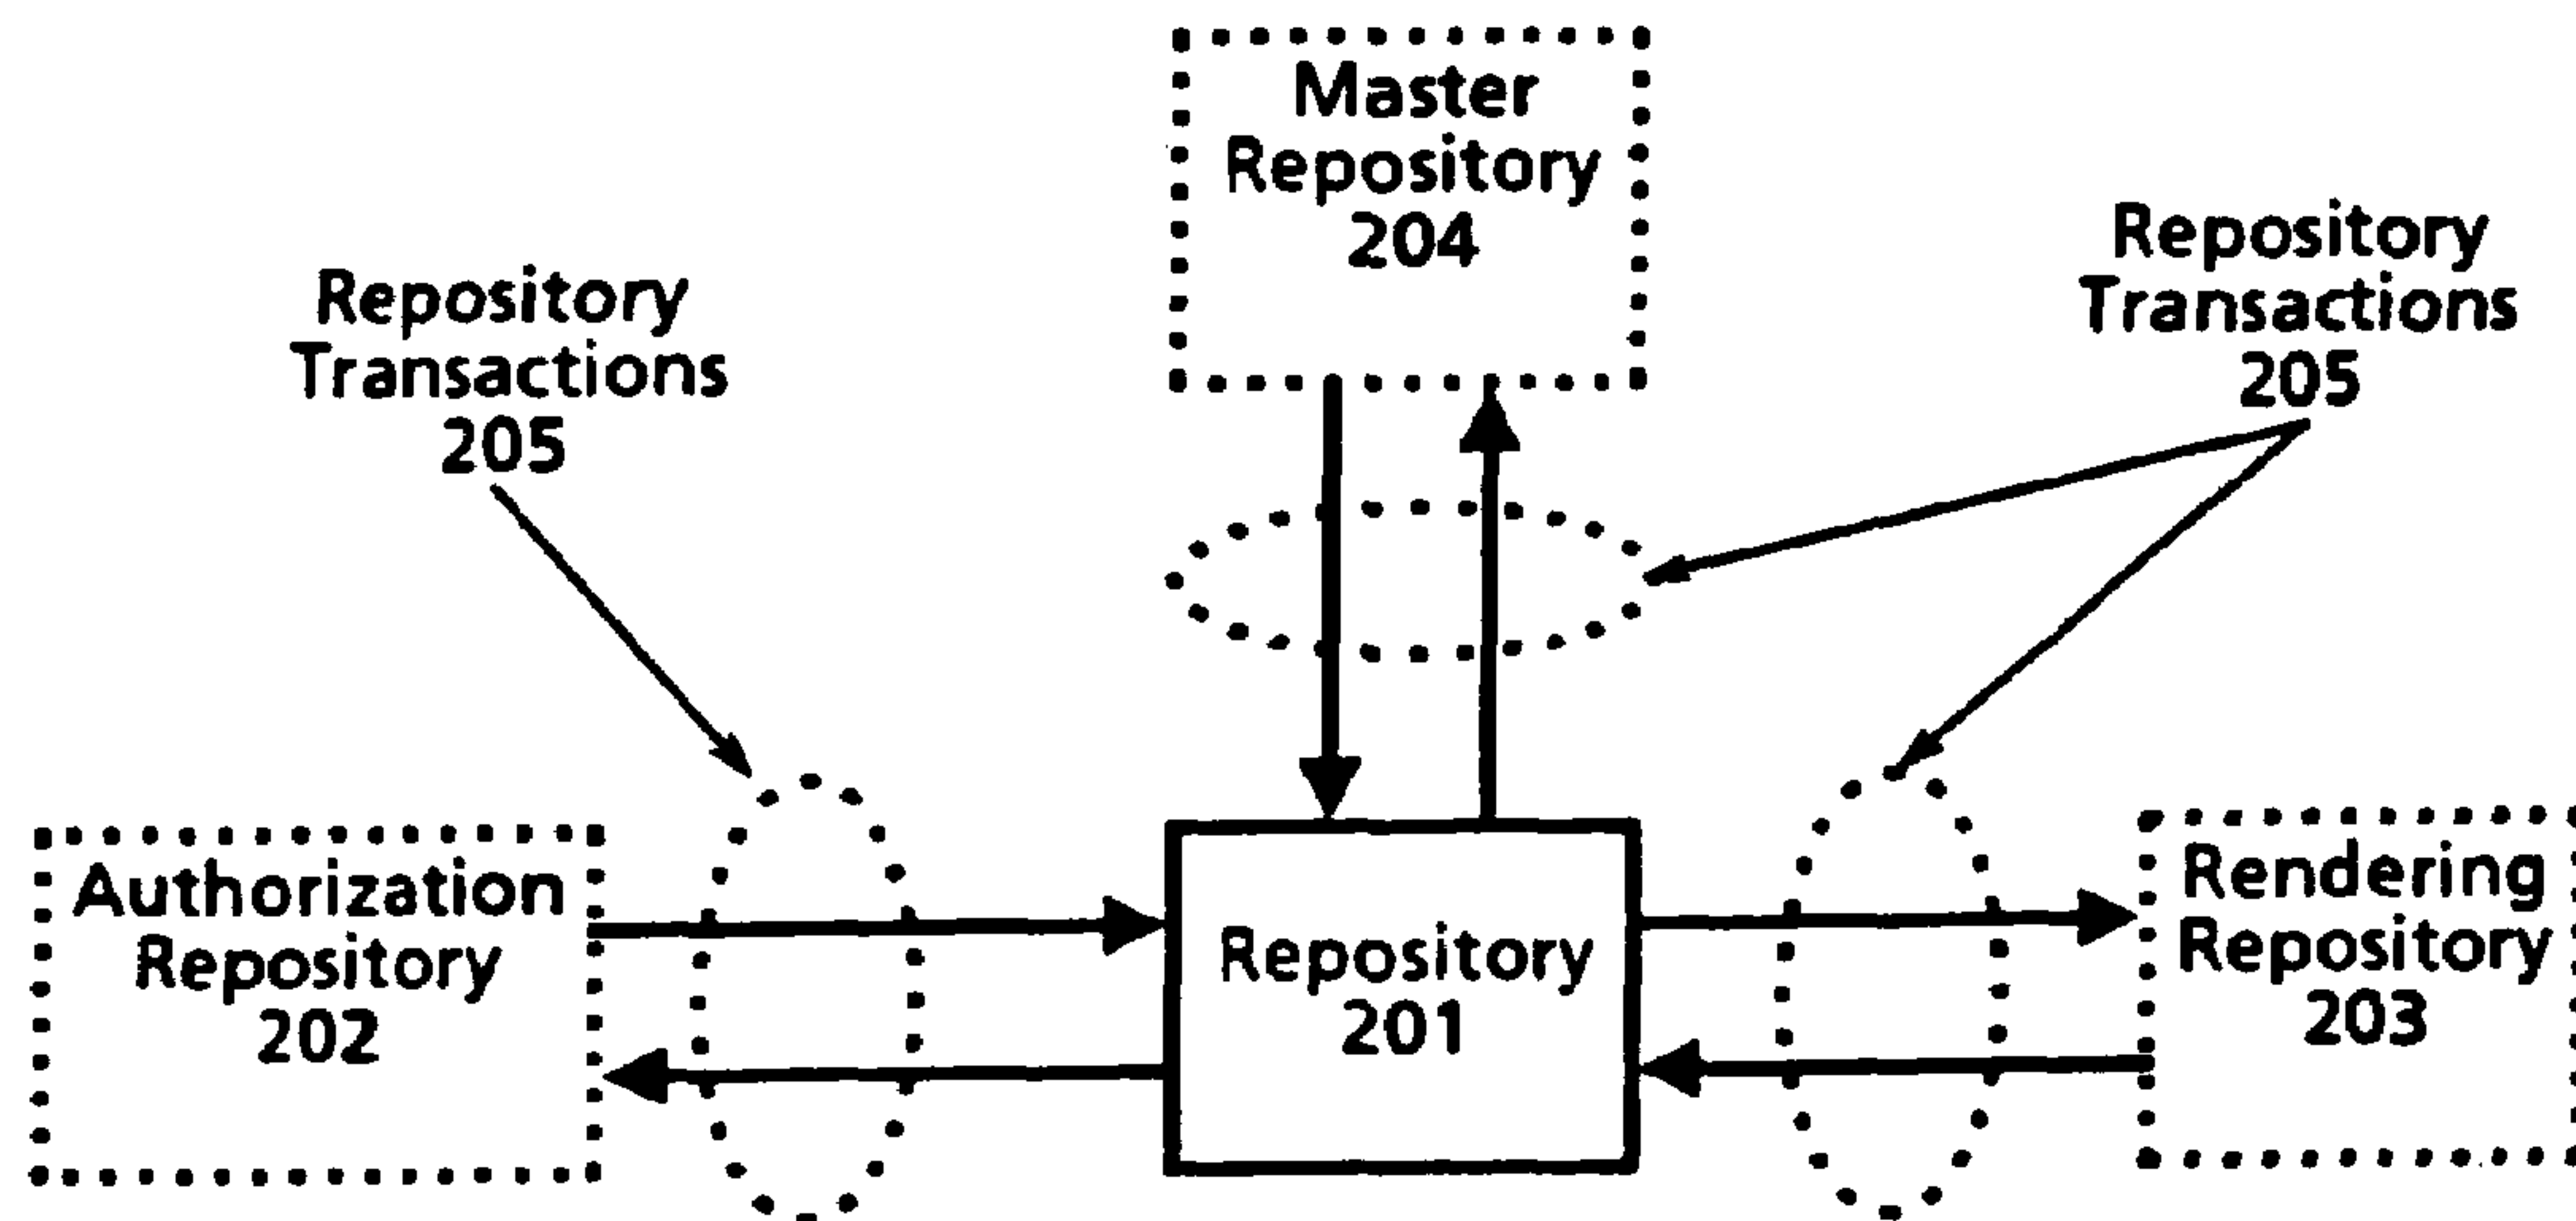 Master
Repository
204
Repository
Transactions
205
Repository
Transactions
205
Authorization
Repository
202
Repository
201
Rendering
Repository
203